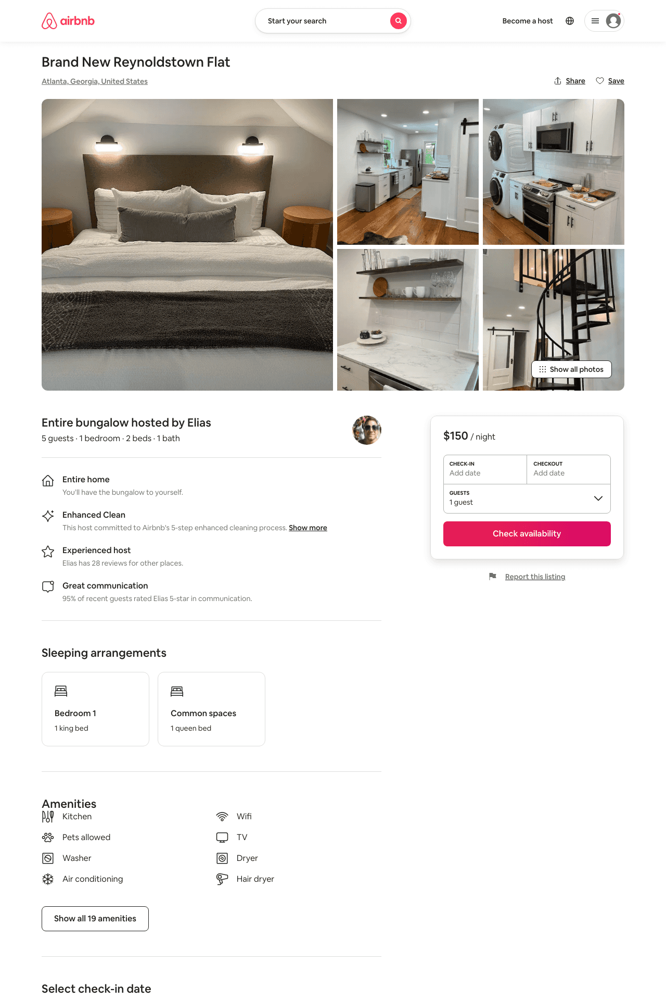 airbnb
Start your search
Become a host
Brand New Reynoldstown Flat
Atlanta, Georgia, United States
Share
Save
Show all photos
Entire bungalow hosted by Elias
5 guests · 1 bedroom · 2 beds · 1 bath
Entire home
You'll have the bungalow to yourself.
Enhanced Clean
This host committed to Airbnb's 5-step enhanced cleaning process. Show more
Experienced host
Elias has 28 reviews for other places.
Great communication
95% of recent guests rated Elias 5-star in communication.
$150 / night
CHECK-IN
Add date
CHECKOUT
Add date
GUESTS
1 guest
Check availability
Report this listing
Sleeping arrangements
Bedroom 1
1 king bed
Common spaces
1 queen bed
Amenities
Kitchen
Wifi
Pets allowed
TV
Washer
Dryer
Air conditioning
Hair dryer
Show all 19 amenities
Select check-in date